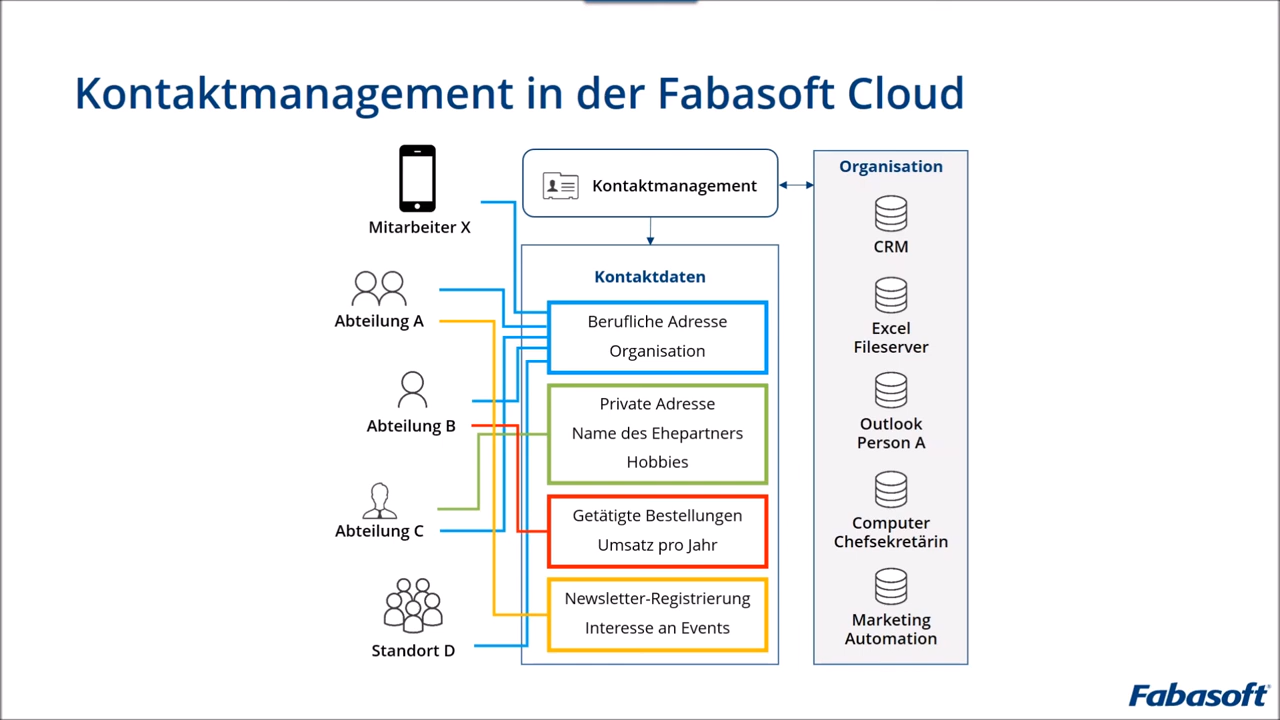 Kontaktmanagement in der Fabasoft Cloud
Mitarbeiter X
Abteilung A
Abteilung B
Abteilung C
Standort D
Kontaktmanagement
Kontaktdaten
Berufliche Adresse
Organisation
Private Adresse
Name des Ehepartners
Hobbies
Getätigte Bestellungen
Umsatz pro Jahr
Newsletter-Registrierung
Interesse an Events
Organisation
CRM
Excel
Fileserver
Outlook
Person A
Computer
Chefsekretärin
Marketing
Automation
Fabasoft®